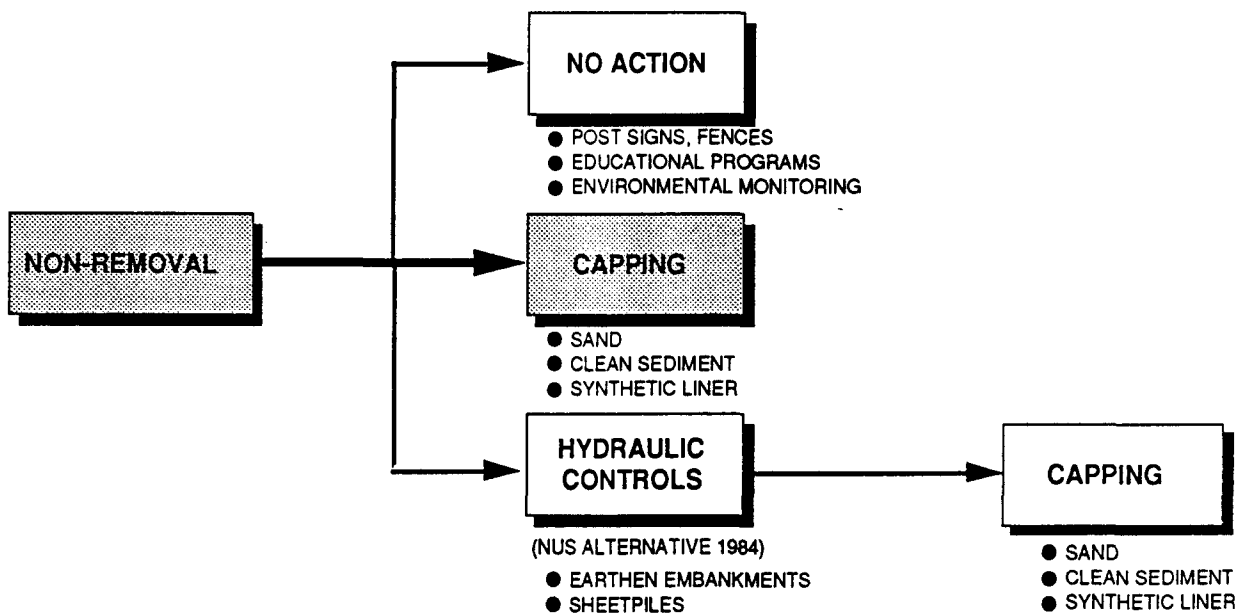 NO ACTION
● POST SIGNS, FENCES
● EDUCATIONAL PROGRAMS
● ENVIRONMENTAL MONITORING
NON-REMOVAL
CAPPING
● SAND
● CLEAN SEDIMENT
● SYNTHETIC LINER
HYDRAULIC
CONTROLS
(NUS ALTERNATIVE 1984)
● EARTHEN EMBANKMENTS
● SHEETPILES
CAPPING
● SAND
● CLEAN SEDIMENT
● SYNTHETIC LINER